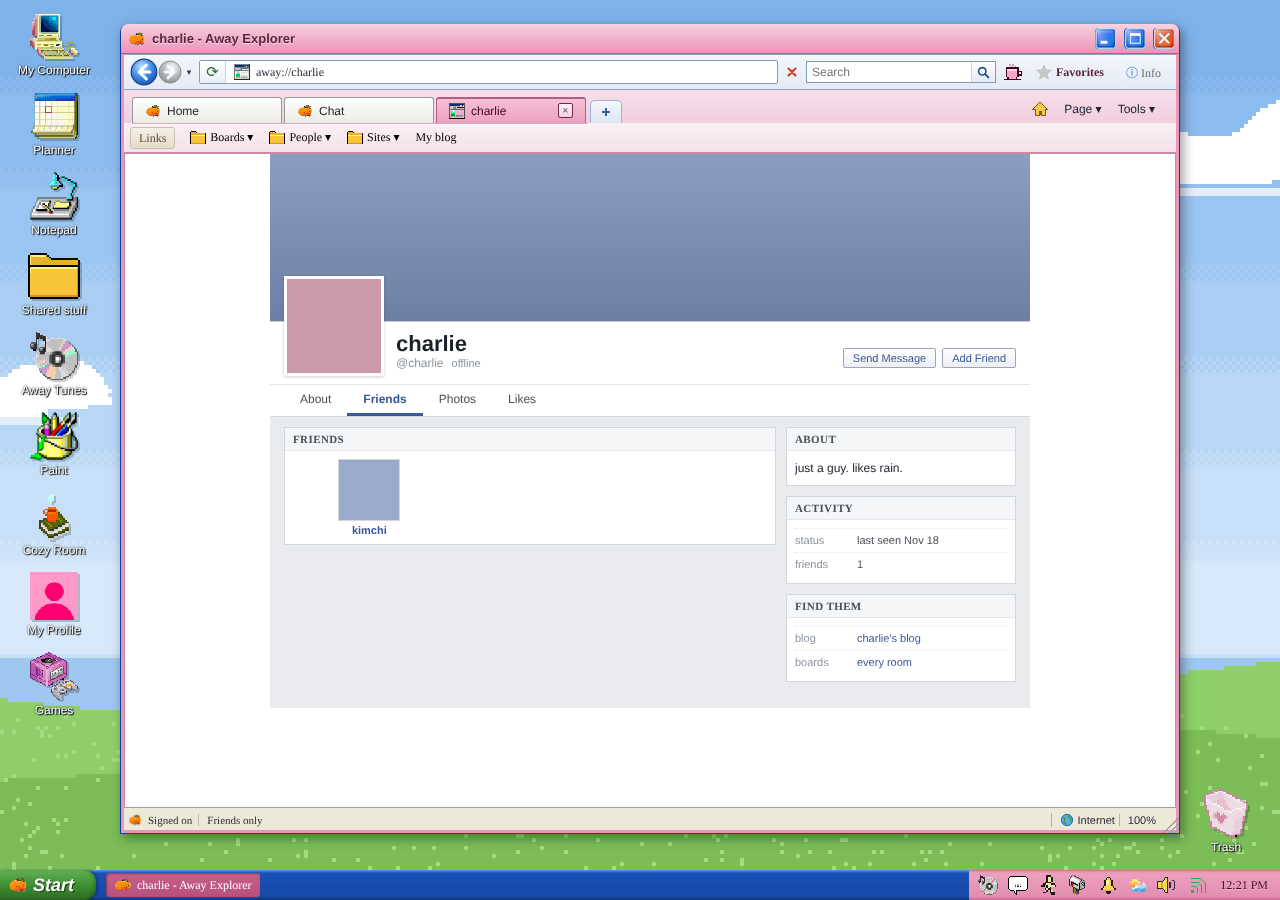 My Computer
Planner
Notepad
Shared stuff
Away Tunes
Paint
Cozy Room
My Profile
Games
charlie - Away Explorer
away://charlie
Search
Favorites
Info
Home
Chat
charlie
Page ▾
Tools ▾
Links
Boards ▾
People ▾
Sites ▾
My blog
charlie
@charlie offline
Send Message
Add Friend
About
Friends
Photos
Likes
FRIENDS
kimchi
ABOUT
just a guy. likes rain.
ACTIVITY
status last seen Nov 18
friends 1
FIND THEM
blog charlie's blog
boards every room
Signed on
Friends only
Internet
100%
Trash
Start
charlie - Away Explorer
12:21 PM